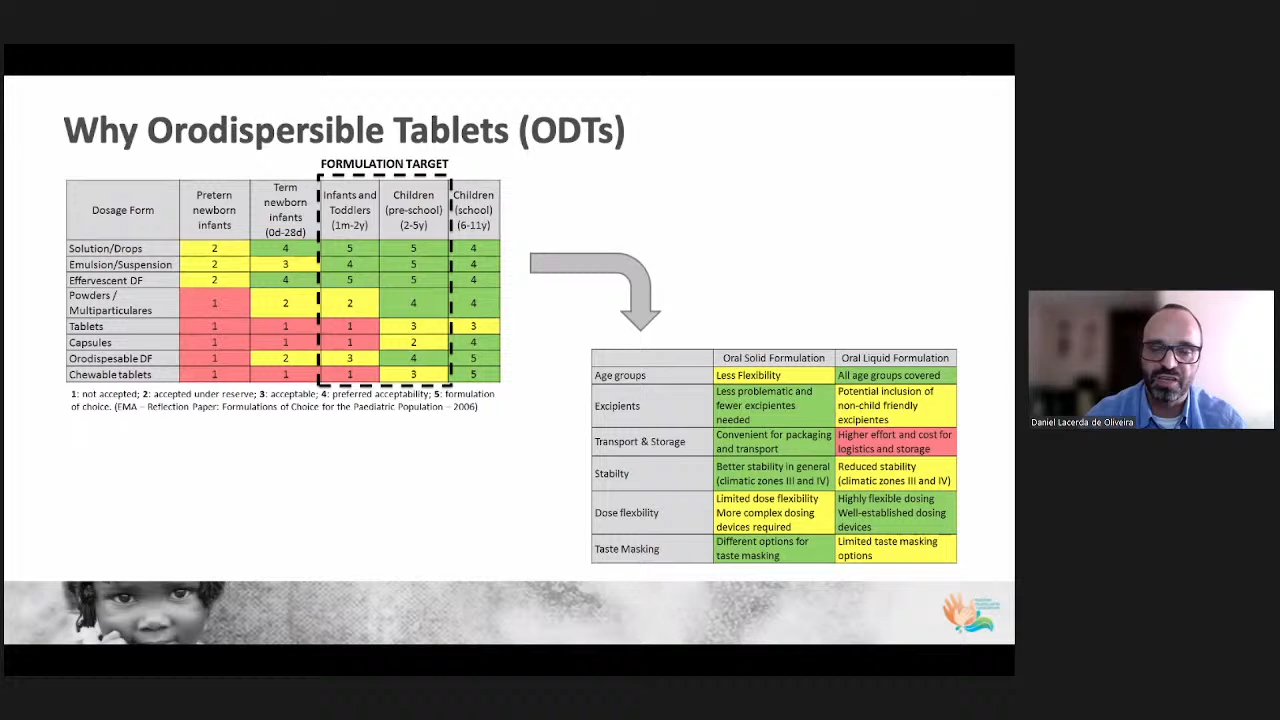 Why Orodispersible Tablets (ODTs)
FORMULATION TARGET
Dosage Form
Pretern newborn infants
Term newborn infants (0d-28d)
Infants and Toddlers (1m-2y)
Children (pre-school) (2-5y)
Children (school) (6-11y)
Solution/Drops 2 4 5 5 4
Emulsion/Suspension 2 3 4 5 4
Effervescent DF 2 4 5 5 4
Powders / Multiparticulares 1 2 2 4 4
Tablets 1 1 1 3 3
Capsules 1 1 1 2 4
Orodispesable DF 1 2 3 4 5
Chewable tablets 1 1 1 3 5
1: not accepted; 2: accepted under reserve; 3: acceptable; 4: preferred acceptability; 5: formulation
of choice. (EMA – Reflection Paper: Formulations of Choice for the Paediatric Population – 2006)
Oral Solid Formulation
Oral Liquid Formulation
Age groups
Less Flexibility
All age groups covered
Excipients
Less problematic and
fewer excipientes
needed
Potential inclusion of
non-child friendly
excipientes
Transport & Storage
Convenient for packaging
and transport
Higher effort and cost for
logistics and storage
Stabilty
Better stability in general
(climatic zones III and IV)
Reduced stability
(climatic zones III and IV)
Dose flexbility
Limited dose flexibility
More complex dosing
devices required
Highly flexible dosing
Well-established dosing
devices
Taste Masking
Different options for
taste masking
Limited taste masking
options
Daniel Lacerda de Oliveira